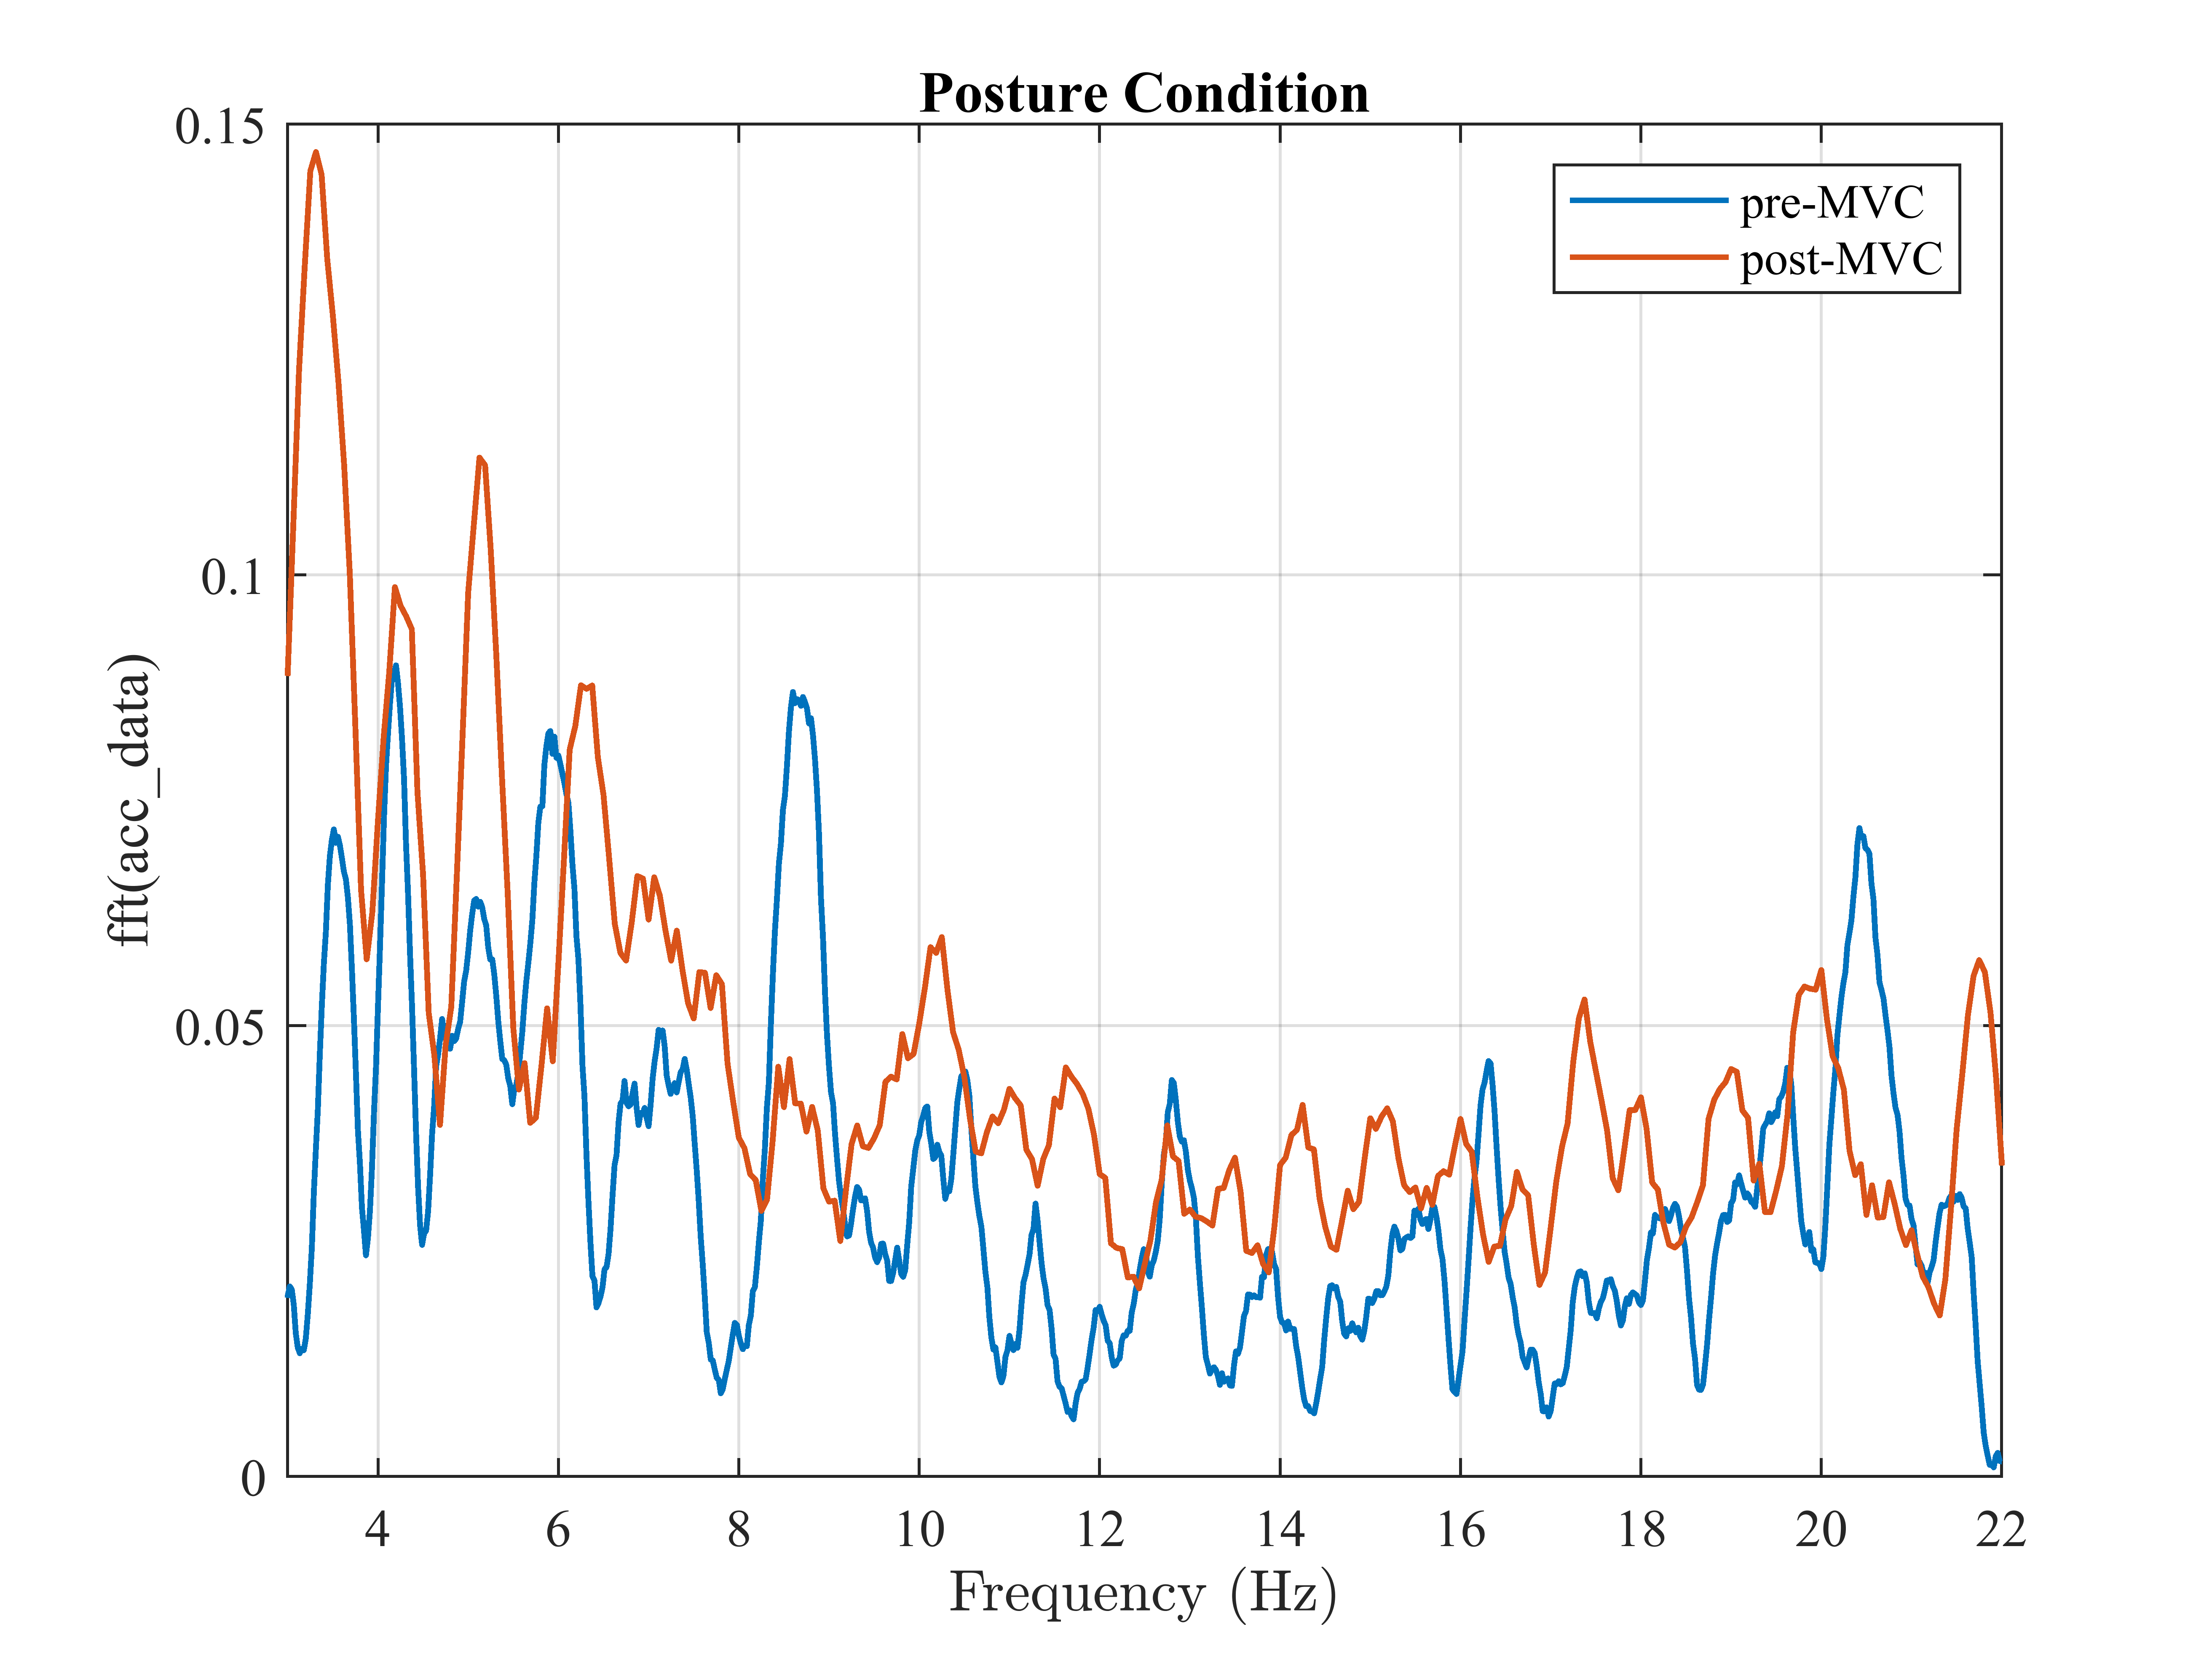 Posture Condition
0.15
pre-MVC
post-MVC
0.1
fft(acc_data)
0.05
0
4 6 8 10 12 14 16 18 20 22
Frequency (Hz)